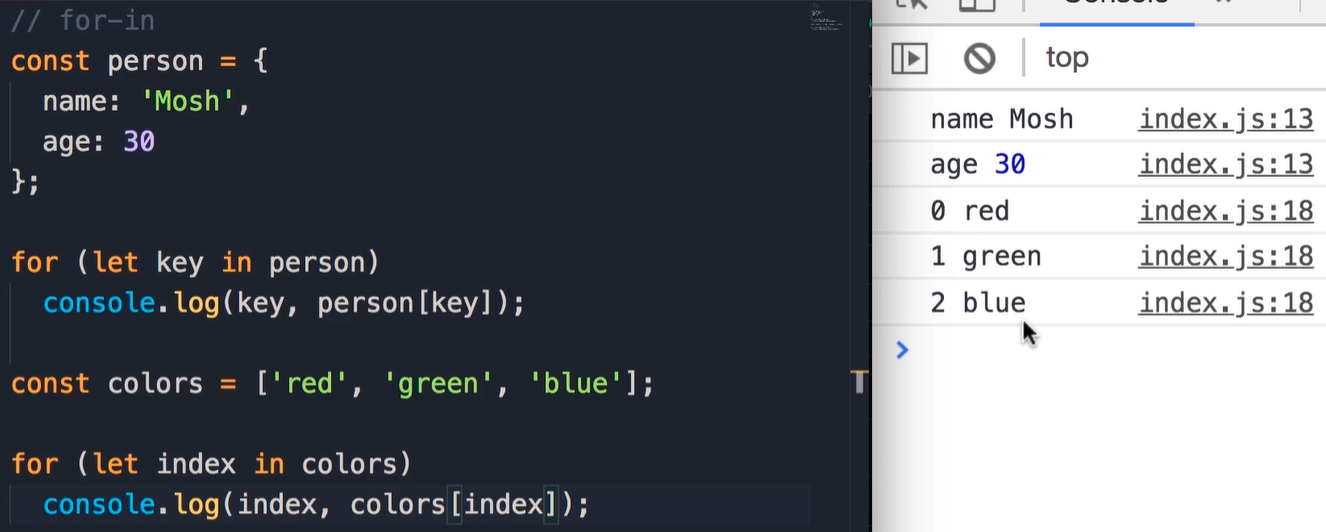 // for-in
const person = {
  name: 'Mosh',
  age: 30
};
for (let key in person)
  console.log(key, person[key]);
const colors = ['red', 'green', 'blue'];
for (let index in colors)
  console.log(index, colors[index]);
top
name Mosh index.js:13
age 30 index.js:13
0 red index.js:18
1 green index.js:18
2 blue index.js:18
>